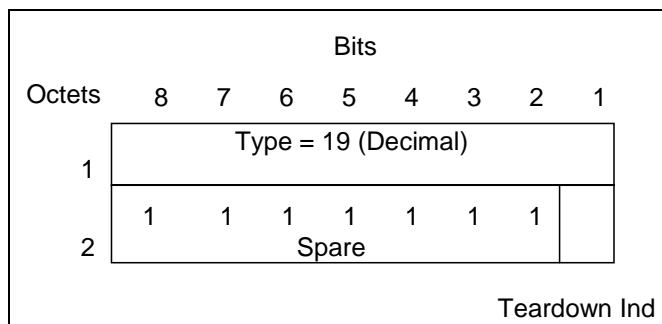 Bits
Octets 8 7 6 5 4 3 2 1
Type = 19 (Decimal)
1
1 1 1 1 1 1 1
2 Spare
Teardown Ind